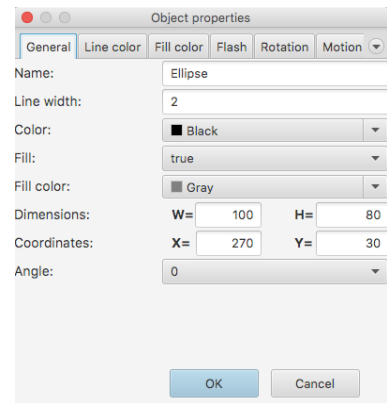 Object properties
General Line color Fill color Flash Rotation Motion
Name: Ellipse
Line width: 2
Color: Black
Fill: true
Fill color: Gray
Dimensions: W= 100 H= 80
Coordinates: X= 270 Y= 30
Angle: 0
OK Cancel